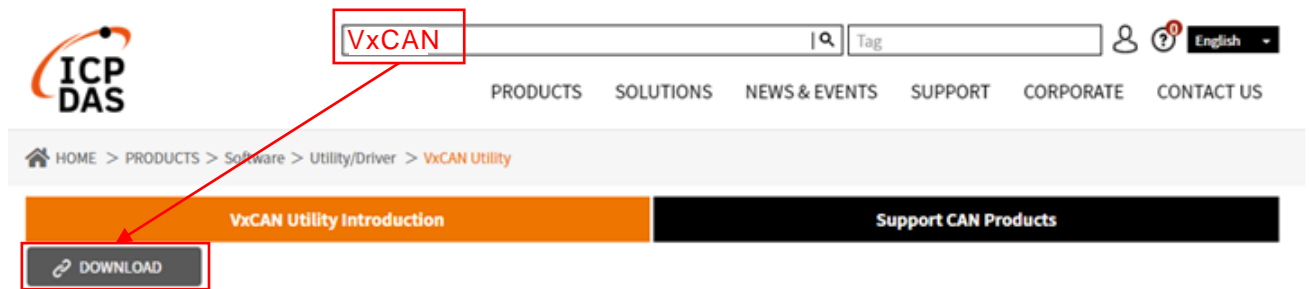 VxCAN Tag 0 English
ICP DAS
PRODUCTS SOLUTIONS NEWS & EVENTS SUPPORT CORPORATE CONTACT US
HOME > PRODUCTS > Software > Utility/Driver > VxCAN Utility
VxCAN Utility Introduction Support CAN Products
DOWNLOAD